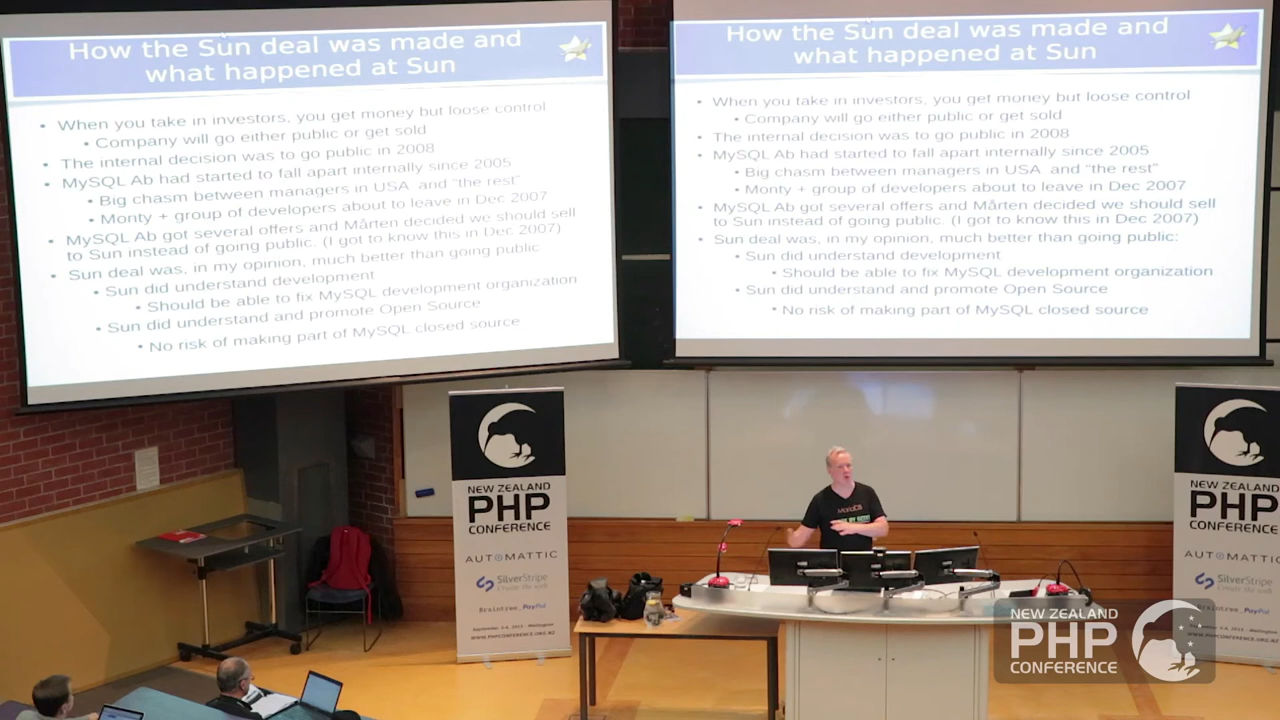 How the Sun deal was made and
what happened at Sun
• When you take in investors, you get money but loose control
• Company will go either public or get sold
• The internal decision was to go public in 2008
• MySQL Ab had started to fall apart internally since 2005
• Big chasm between managers in USA and "the rest"
• Monty + group of developers about to leave in Dec 2007
• MySQL Ab got several offers and Mårten decided we should sell
to Sun instead of going public. (I got to know this in Dec 2007)
• Sun deal was, in my opinion, much better than going public:
• Sun did understand development
• Should be able to fix MySQL development organization
• Sun did understand and promote Open Source
• No risk of making part of MySQL closed source
How the Sun deal was made and
what happened at Sun
• When you take in investors, you get money but loose control
• Company will go either public or get sold
• The internal decision was to go public in 2008
• MySQL Ab had started to fall apart internally since 2005
• Big chasm between managers in USA and "the rest"
• Monty + group of developers about to leave in Dec 2007
• MySQL Ab got several offers and Mårten decided we should sell
to Sun instead of going public. (I got to know this in Dec 2007)
• Sun deal was, in my opinion, much better than going public:
• Sun did understand development
• Should be able to fix MySQL development organization
• Sun did understand and promote Open Source
• No risk of making part of MySQL closed source
NEW ZEALAND
PHP
CONFERENCE
AUTOMATTIC
SilverStripe
Braintree PayPal
WWW.PHPCONFERENCE.ORG.NZ
NEW ZEALAND
PHP
CONFERENCE
AUTOMATTIC
SilverStripe
NEW ZEALAND
PHP
CONFERENCE